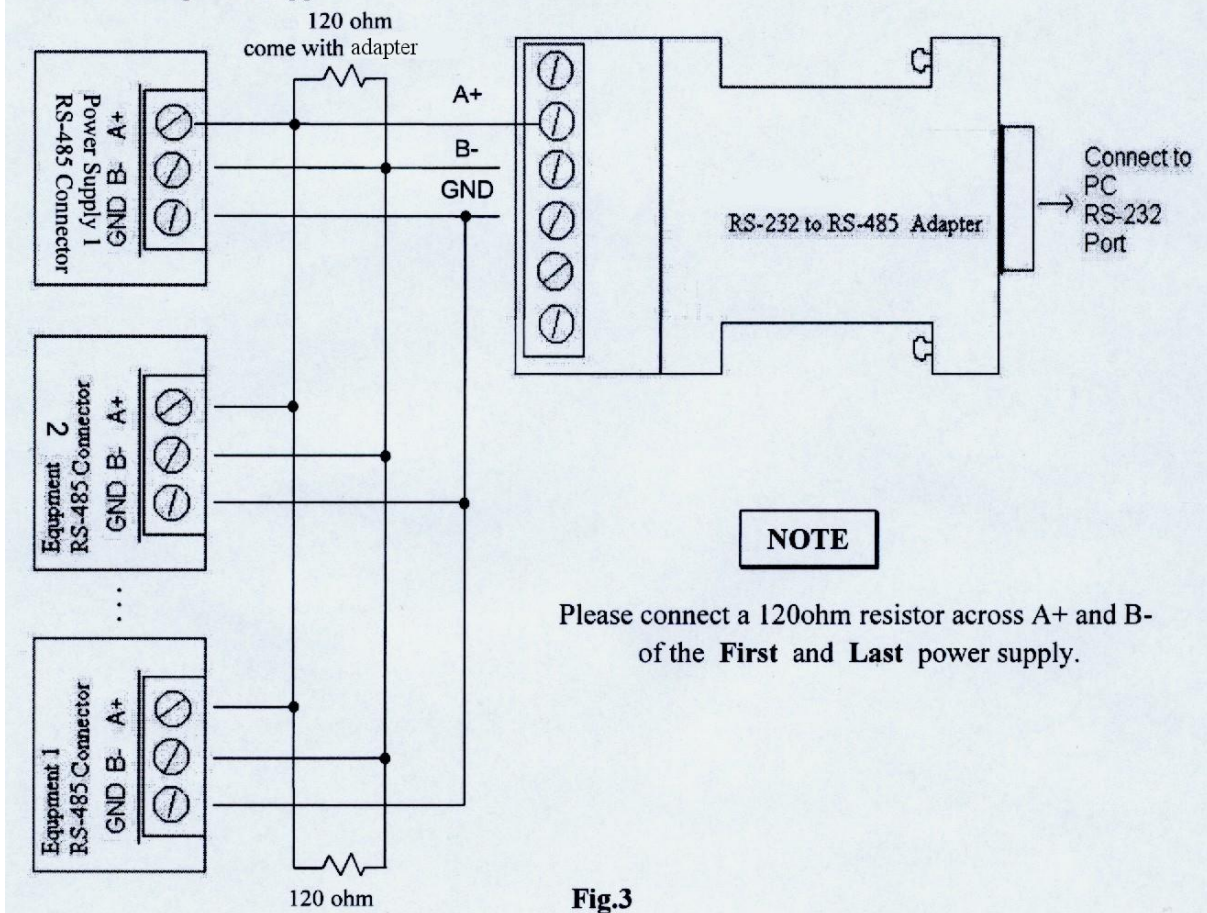 120 ohm
come with adapter
Power Supply 1
RS-485 Connector
A+
B-
GND
A+
B-
GND
RS-232 to RS-485 Adapter
Connect to
PC
RS-232
Port
2
Equpment
RS-485 Connector
A+
B-
GND
...
NOTE
Please connect a 120ohm resistor across A+ and B-
of the First and Last power supply.
Equpment 1
RS-485 Connector
A+
B-
GND
120 ohm
Fig.3